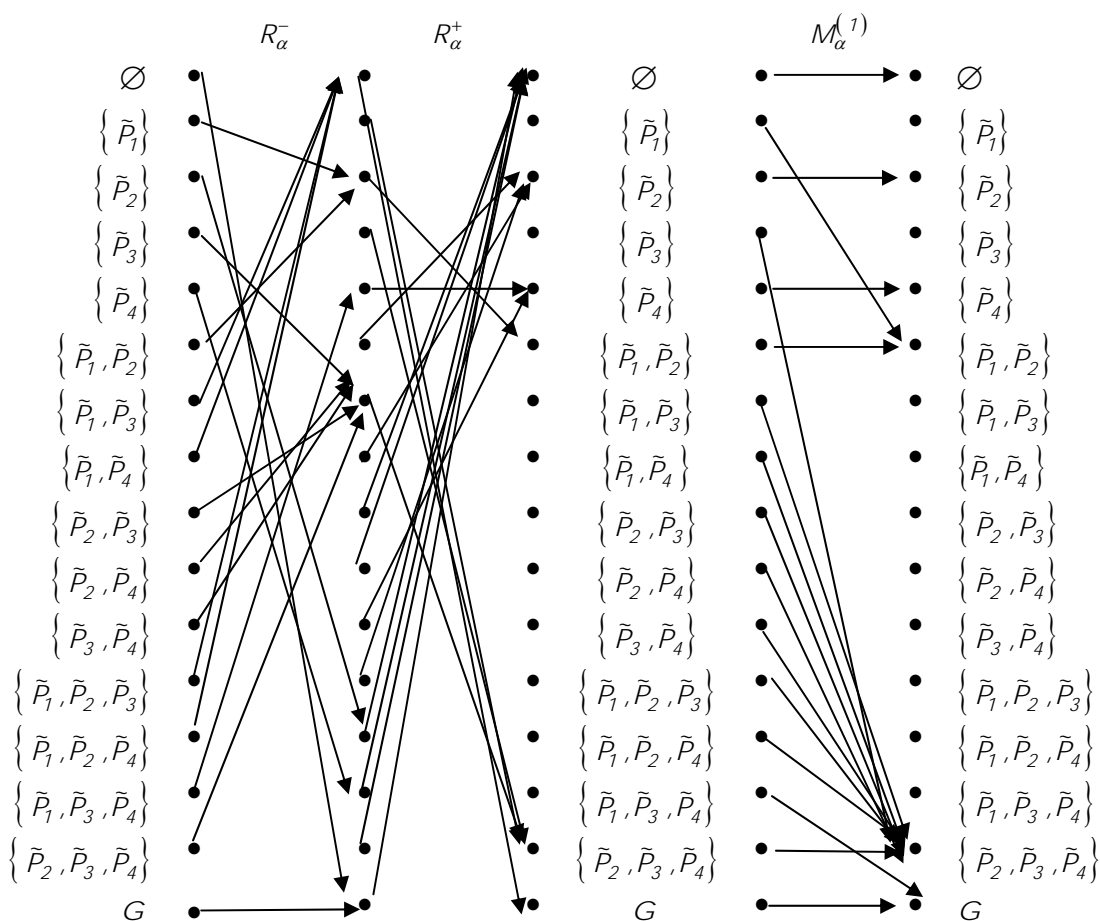 R̄_α⁻ R_α⁺ M_α^(1)
∅ ∅ ∅
{P̃₁} {P̃₁} {P̃₁}
{P̃₂} {P̃₂} {P̃₂}
{P̃₃} {P̃₃} {P̃₃}
{P̃₄} {P̃₄} {P̃₄}
{P̃₁,P̃₂} {P̃₁,P̃₂} {P̃₁,P̃₂}
{P̃₁,P̃₃} {P̃₁,P̃₃} {P̃₁,P̃₃}
{P̃₁,P̃₄} {P̃₁,P̃₄} {P̃₁,P̃₄}
{P̃₂,P̃₃} {P̃₂,P̃₃} {P̃₂,P̃₃}
{P̃₂,P̃₄} {P̃₂,P̃₄} {P̃₂,P̃₄}
{P̃₃,P̃₄} {P̃₃,P̃₄} {P̃₃,P̃₄}
{P̃₁,P̃₂,P̃₃} {P̃₁,P̃₂,P̃₃} {P̃₁,P̃₂,P̃₃}
{P̃₁,P̃₂,P̃₄} {P̃₁,P̃₂,P̃₄} {P̃₁,P̃₂,P̃₄}
{P̃₁,P̃₃,P̃₄} {P̃₁,P̃₃,P̃₄} {P̃₁,P̃₃,P̃₄}
{P̃₂,P̃₃,P̃₄} {P̃₂,P̃₃,P̃₄} {P̃₂,P̃₃,P̃₄}
G G G